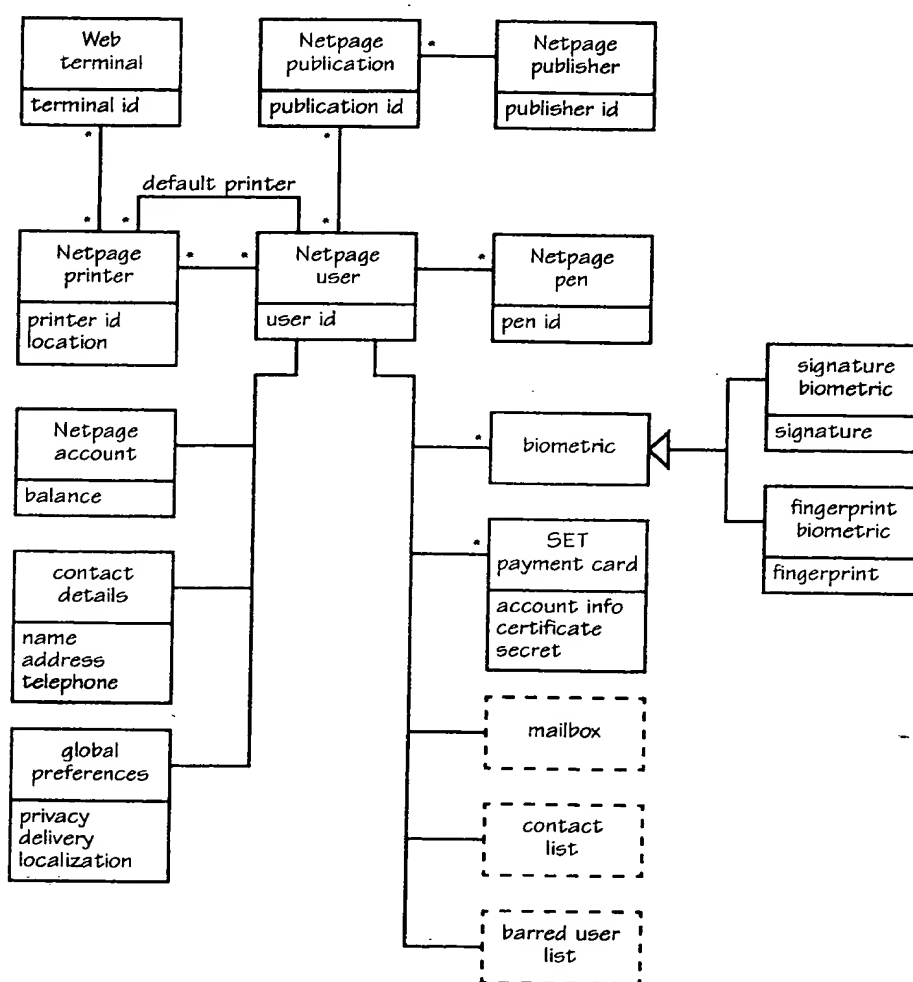 Web
terminal
terminal id
Netpage
publication
publication id
*
Netpage
publisher
publisher id
*
*
default printer
*
*
*
Netpage
printer
printer id
location
*
*
Netpage
user
user id
*
Netpage
pen
pen id
Netpage
account
balance
contact
details
name
address
telephone
global
preferences
privacy
delivery
localization
*
biometric
signature
biometric
signature
fingerprint
biometric
fingerprint
*
SET
payment card
account info
certificate
secret
mailbox
contact
list
barred user
list